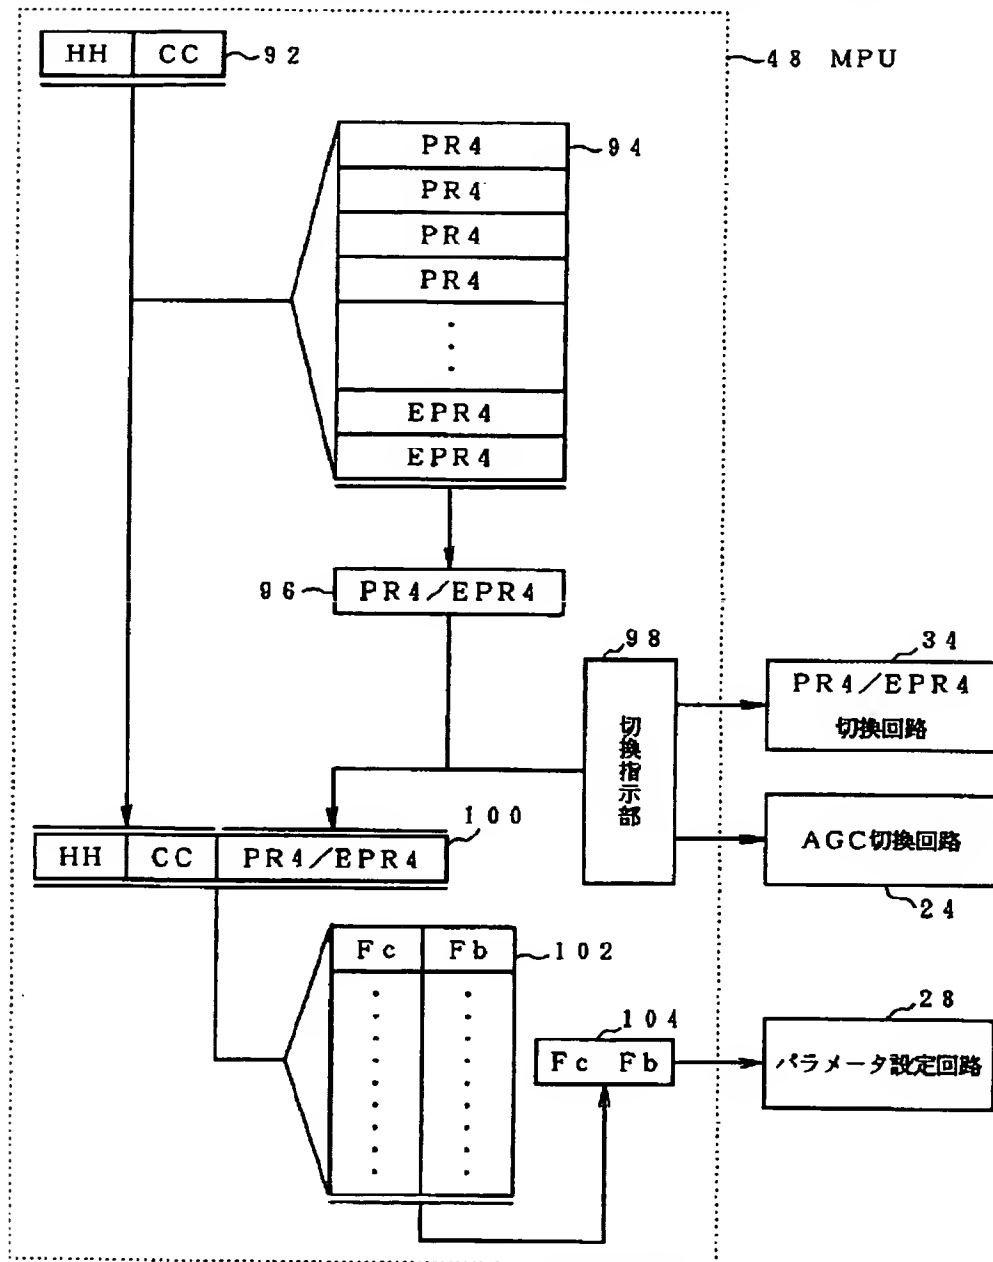 HH CC 92
48 MPU
PR4 94
PR4
PR4
PR4
EPR4
EPR4
96 PR4/EPR4
98
切換指示部
34
PR4/EPR4
切換回路
100
HH CC PR4/EPR4
AGC切換回路
24
Fc Fb 102
104
Fc Fb
28
パラメータ設定回路